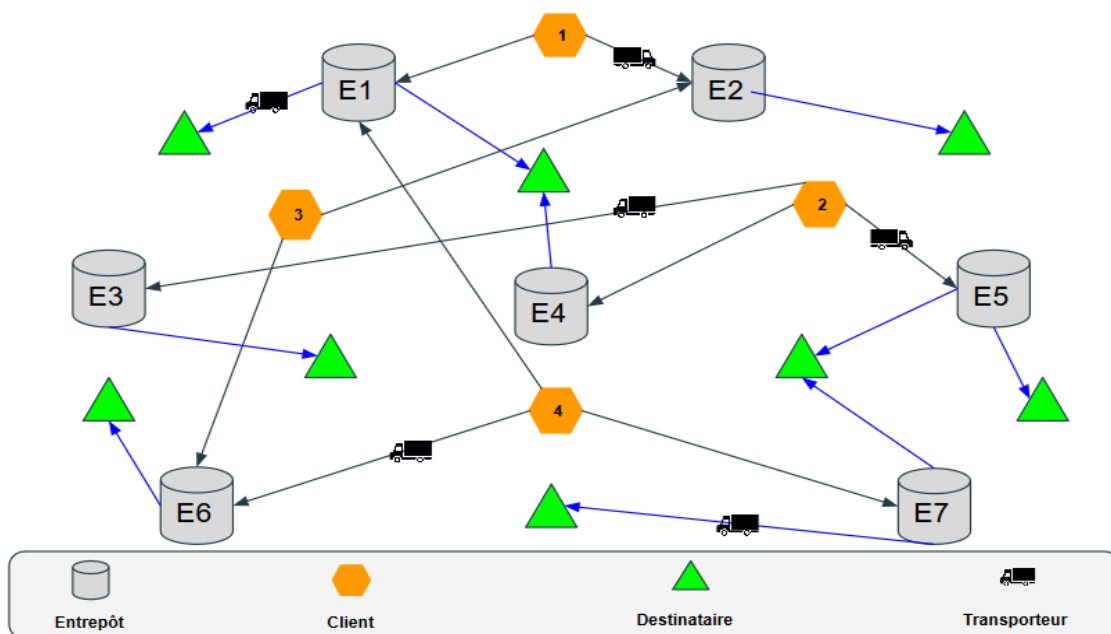 1
E1
E2
3
2
E3
E4
E5
4
E6
E7
Entrepôt
Client
Destinataire
Transporteur